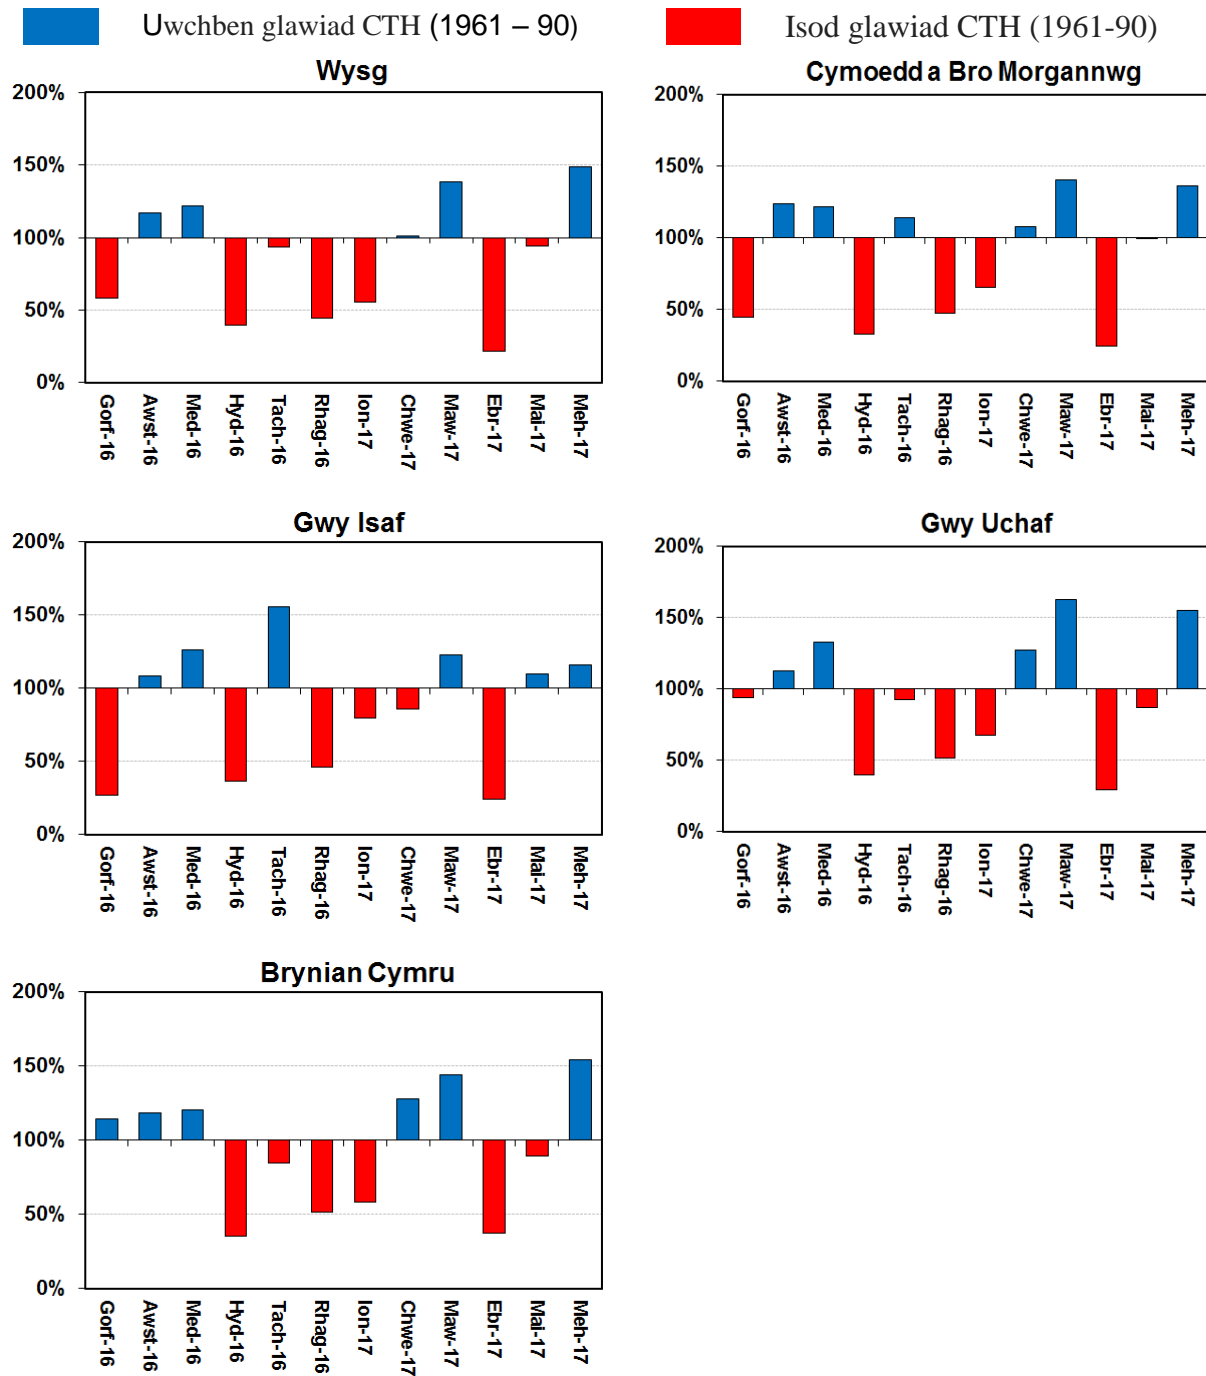 Uwchben glawiad CTH (1961 – 90)
Isod glawiad CTH (1961-90)
Wysg
200%
150%
100%
50%
0%
Gorf-16
Awst-16
Med-16
Hyd-16
Tach-16
Rhag-16
Ion-17
Chwe-17
Maw-17
Ebr-17
Mai-17
Meh-17
Cymoedd a Bro Morgannwg
200%
150%
100%
50%
0%
Gorf-16
Awst-16
Med-16
Hyd-16
Tach-16
Rhag-16
Ion-17
Chwe-17
Maw-17
Ebr-17
Mai-17
Meh-17
Gwy Isaf
200%
150%
100%
50%
0%
Gorf-16
Awst-16
Med-16
Hyd-16
Tach-16
Rhag-16
Ion-17
Chwe-17
Maw-17
Ebr-17
Mai-17
Meh-17
Gwy Uchaf
200%
150%
100%
50%
0%
Gorf-16
Awst-16
Med-16
Hyd-16
Tach-16
Rhag-16
Ion-17
Chwe-17
Maw-17
Ebr-17
Mai-17
Meh-17
Brynian Cymru
200%
150%
100%
50%
0%
Gorf-16
Awst-16
Med-16
Hyd-16
Tach-16
Rhag-16
Ion-17
Chwe-17
Maw-17
Ebr-17
Mai-17
Meh-17